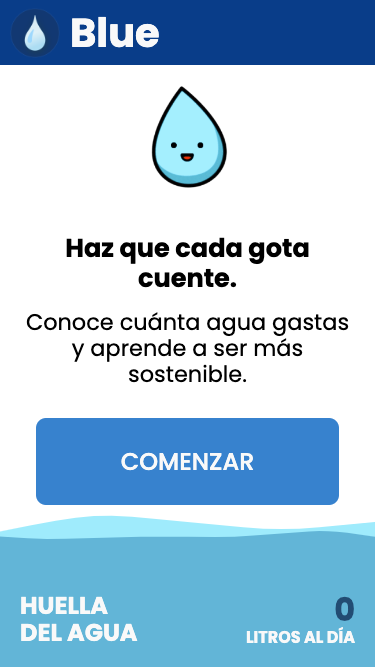 Blue
Haz que cada gota
cuente.
Conoce cuánta agua gastas
y aprende a ser más
sostenible.
COMENZAR
HUELLA
DEL AGUA
0
LITROS AL DÍA